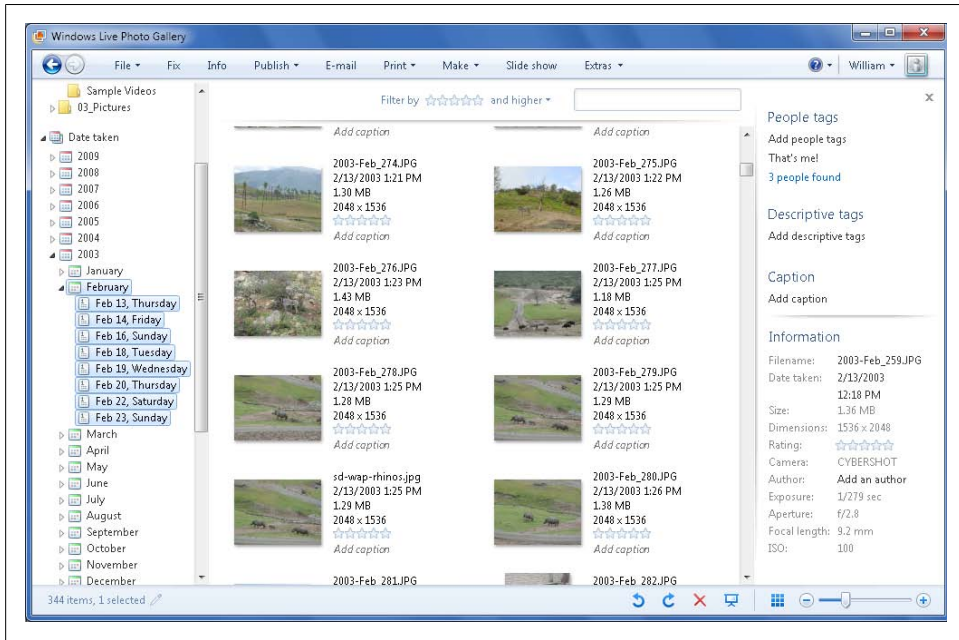 Windows Live Photo Gallery
File Fix Info Publish E-mail Print Make Slide show Extras William
Sample Videos
03_Pictures
Date taken
2009
2008
2007
2006
2005
2004
2003
January
February
Feb 13, Thursday
Feb 14, Friday
Feb 16, Sunday
Feb 18, Tuesday
Feb 19, Wednesday
Feb 20, Thursday
Feb 22, Saturday
Feb 23, Sunday
March
April
May
June
July
August
September
October
November
December
Filter by and higher
Add caption
Add caption
2003-Feb_274.JPG
2/13/2003 1:21 PM
1.30 MB
2048 x 1536
Add caption
2003-Feb_275.JPG
2/13/2003 1:22 PM
1.26 MB
2048 x 1536
Add caption
2003-Feb_276.JPG
2/13/2003 1:23 PM
1.43 MB
2048 x 1536
Add caption
2003-Feb_277.JPG
2/13/2003 1:25 PM
1.18 MB
2048 x 1536
Add caption
2003-Feb_278.JPG
2/13/2003 1:25 PM
1.28 MB
2048 x 1536
Add caption
2003-Feb_279.JPG
2/13/2003 1:25 PM
1.29 MB
2048 x 1536
Add caption
sd-wap-rhinos.jpg
2/13/2003 1:25 PM
1.29 MB
2048 x 1536
Add caption
2003-Feb_280.JPG
2/13/2003 1:26 PM
1.38 MB
2048 x 1536
Add caption
2003-Feb_281.JPG
2003-Feb_282.JPG
People tags
Add people tags
That's me!
3 people found
Descriptive tags
Add descriptive tags
Caption
Add caption
Information
Filename: 2003-Feb_259.JPG
Date taken: 2/13/2003
12:18 PM
Size: 1.36 MB
Dimensions: 1536 x 2048
Rating:
Camera: CYBERSHOT
Author: Add an author
Exposure: 1/279 sec
Aperture: f/2.8
Focal length: 9.2 mm
ISO: 100
344 items, 1 selected